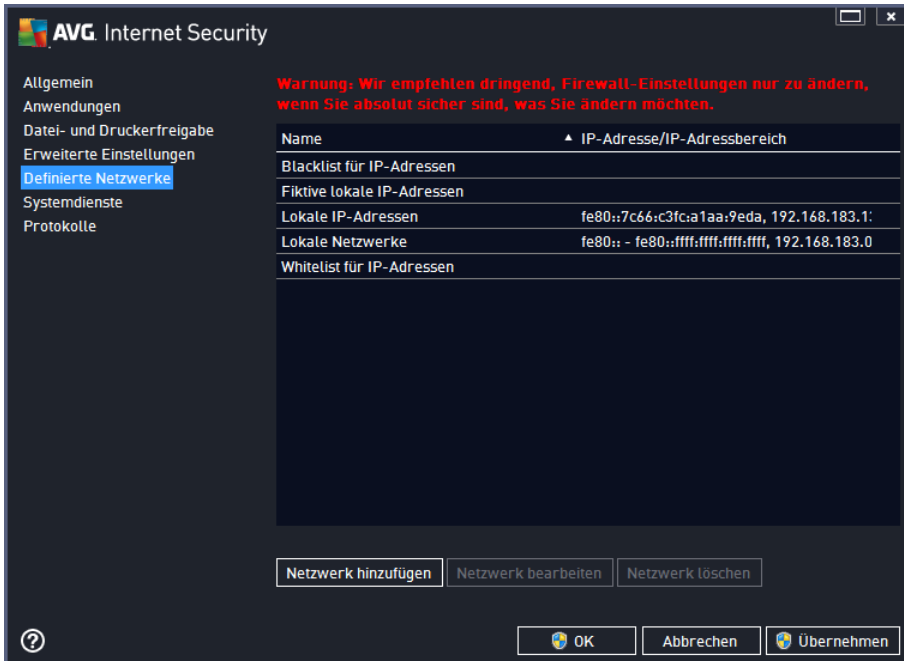 AVG. Internet Security
Allgemein
Anwendungen
Datei- und Druckerfreigabe
Erweiterte Einstellungen
Definierte Netzwerke
Systemdienste
Protokolle
Warnung: Wir empfehlen dringend, Firewall-Einstellungen nur zu ändern,
wenn Sie absolut sicher sind, was Sie ändern möchten.
Name ▲ IP-Adresse/IP-Adressbereich
Blacklist für IP-Adressen
Fiktive lokale IP-Adressen
Lokale IP-Adressen fe80::7c66:c3fc:a1aa:9eda, 192.168.183.1
Lokale Netzwerke fe80:: - fe80::ffff:ffff:ffff:ffff, 192.168.183.0
Whitelist für IP-Adressen
Netzwerk hinzufügen Netzwerk bearbeiten Netzwerk löschen
OK Abbrechen Übernehmen